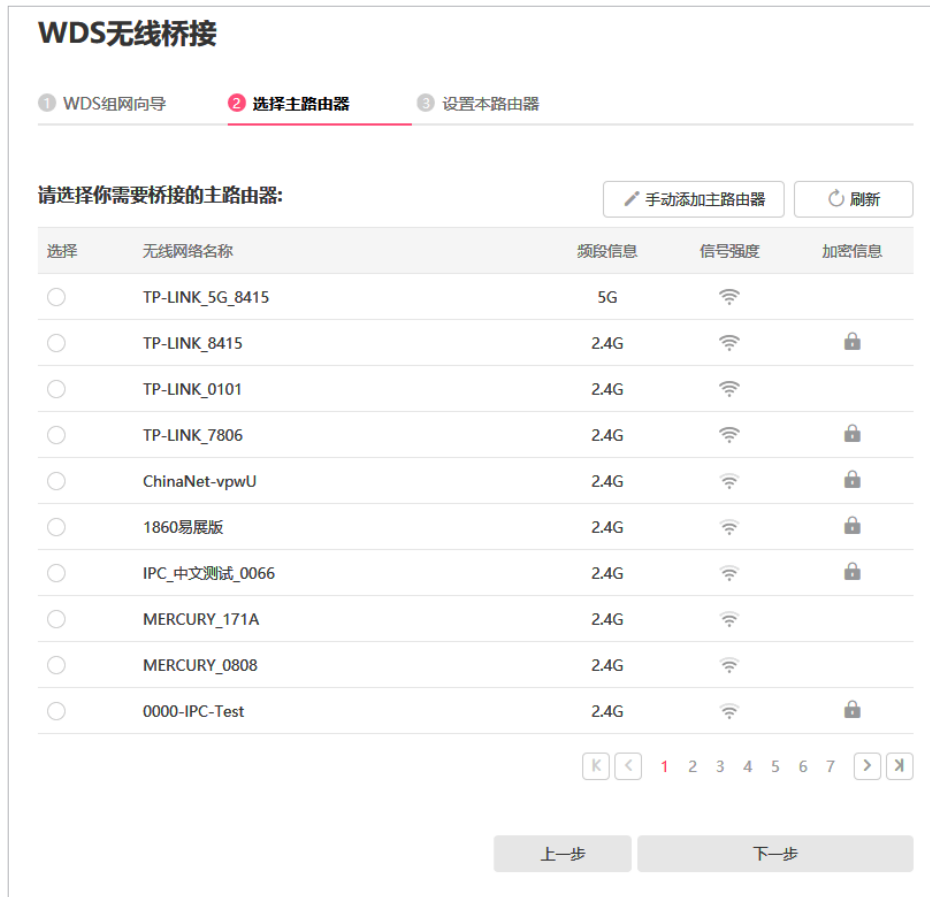 WDS无线桥接
1 WDS组网向导 2 选择主路由器 3 设置本路由器
请选择你需要桥接的主路由器: 手动添加主路由器 刷新
选择 无线网络名称 频段信息 信号强度 加密信息
TP-LINK_5G_8415 5G
TP-LINK_8415 2.4G
TP-LINK_0101 2.4G
TP-LINK_7806 2.4G
ChinaNet-vpwU 2.4G
1860易展版 2.4G
IPC_中文测试_0066 2.4G
MERCURY_171A 2.4G
MERCURY_0808 2.4G
0000-IPC-Test 2.4G
1 2 3 4 5 6 7
上一步 下一步